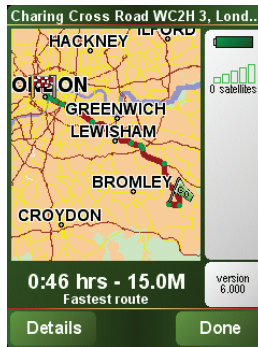 Charing Cross Road WC2H 3, Lond..
HACKNEY
ILFORD
ON
GREENWICH
LEWISHAM
BROMLEY
CROYDON
0 satellites
0:46 hrs - 15.0M
Fastest route
version
6.000
Details
Done